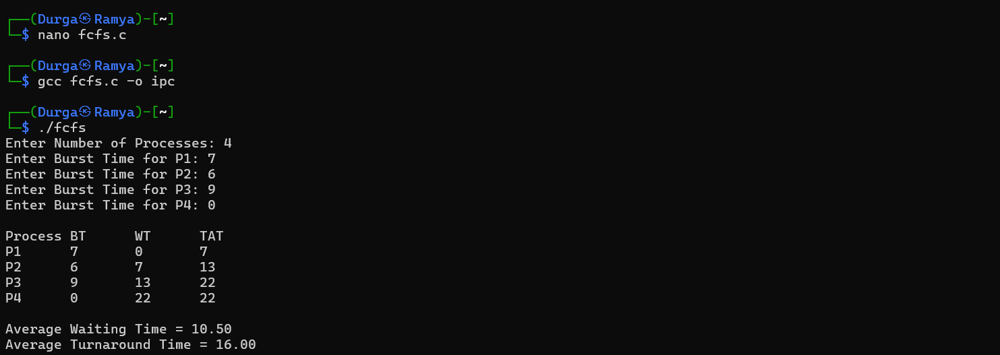 ┌──(Durga㉿Ramya)-[~]
└─$ nano fcfs.c
┌──(Durga㉿Ramya)-[~]
└─$ gcc fcfs.c -o ipc
┌──(Durga㉿Ramya)-[~]
└─$ ./fcfs
Enter Number of Processes: 4
Enter Burst Time for P1: 7
Enter Burst Time for P2: 6
Enter Burst Time for P3: 9
Enter Burst Time for P4: 0
Process BT WT TAT
P1 7 0 7
P2 6 7 13
P3 9 13 22
P4 0 22 22
Average Waiting Time = 10.50
Average Turnaround Time = 16.00